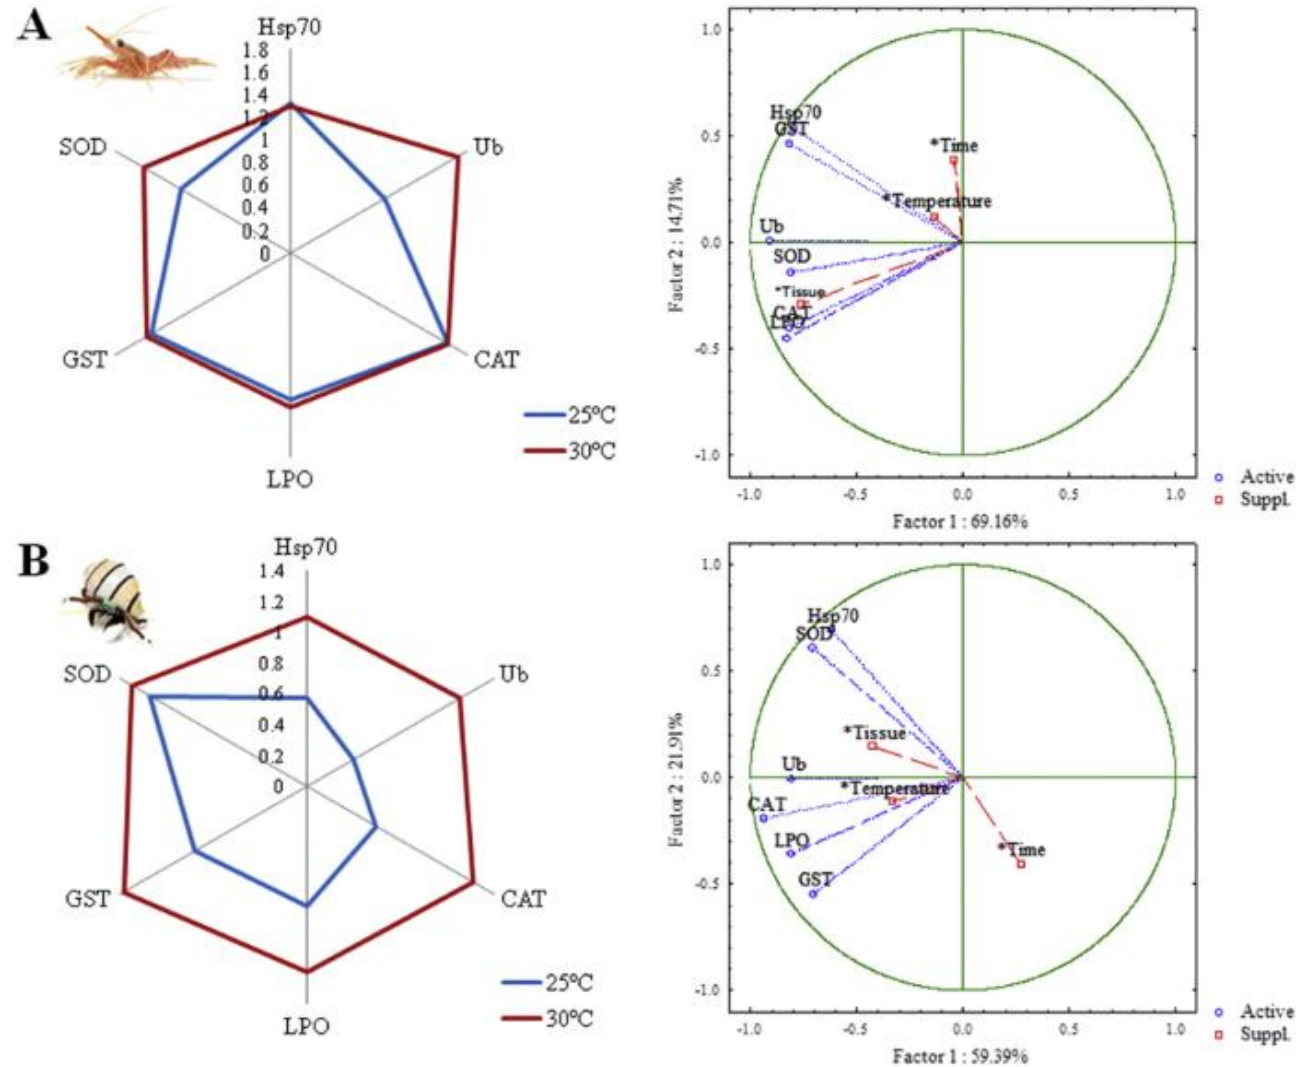 A
Hsp70
1.8
1.6
1.4
1.2
1
0.8
0.6
0.4
0.2
0
SOD
Ub
GST
CAT
LPO
25ºC
30ºC
1.0
0.5
0.0
-0.5
-1.0
Factor 2 : 14.71%
Hsp70
GST
*Time
*Temperature
Ub
SOD
*Tissue
CAT
LPO
-1.0 -0.5 0.0 0.5 1.0
Factor 1 : 69.16%
Active
Suppl.
B
Hsp70
1.4
1.2
1
0.8
0.6
0.4
0.2
0
SOD
Ub
GST
CAT
LPO
25ºC
30ºC
1.0
0.5
0.0
-0.5
-1.0
Factor 2 : 21.91%
Hsp70
SOD
*Tissue
Ub
*Temperature
CAT
LPO
*Time
GST
-1.0 -0.5 0.0 0.5 1.0
Factor 1 : 59.39%
Active
Suppl.